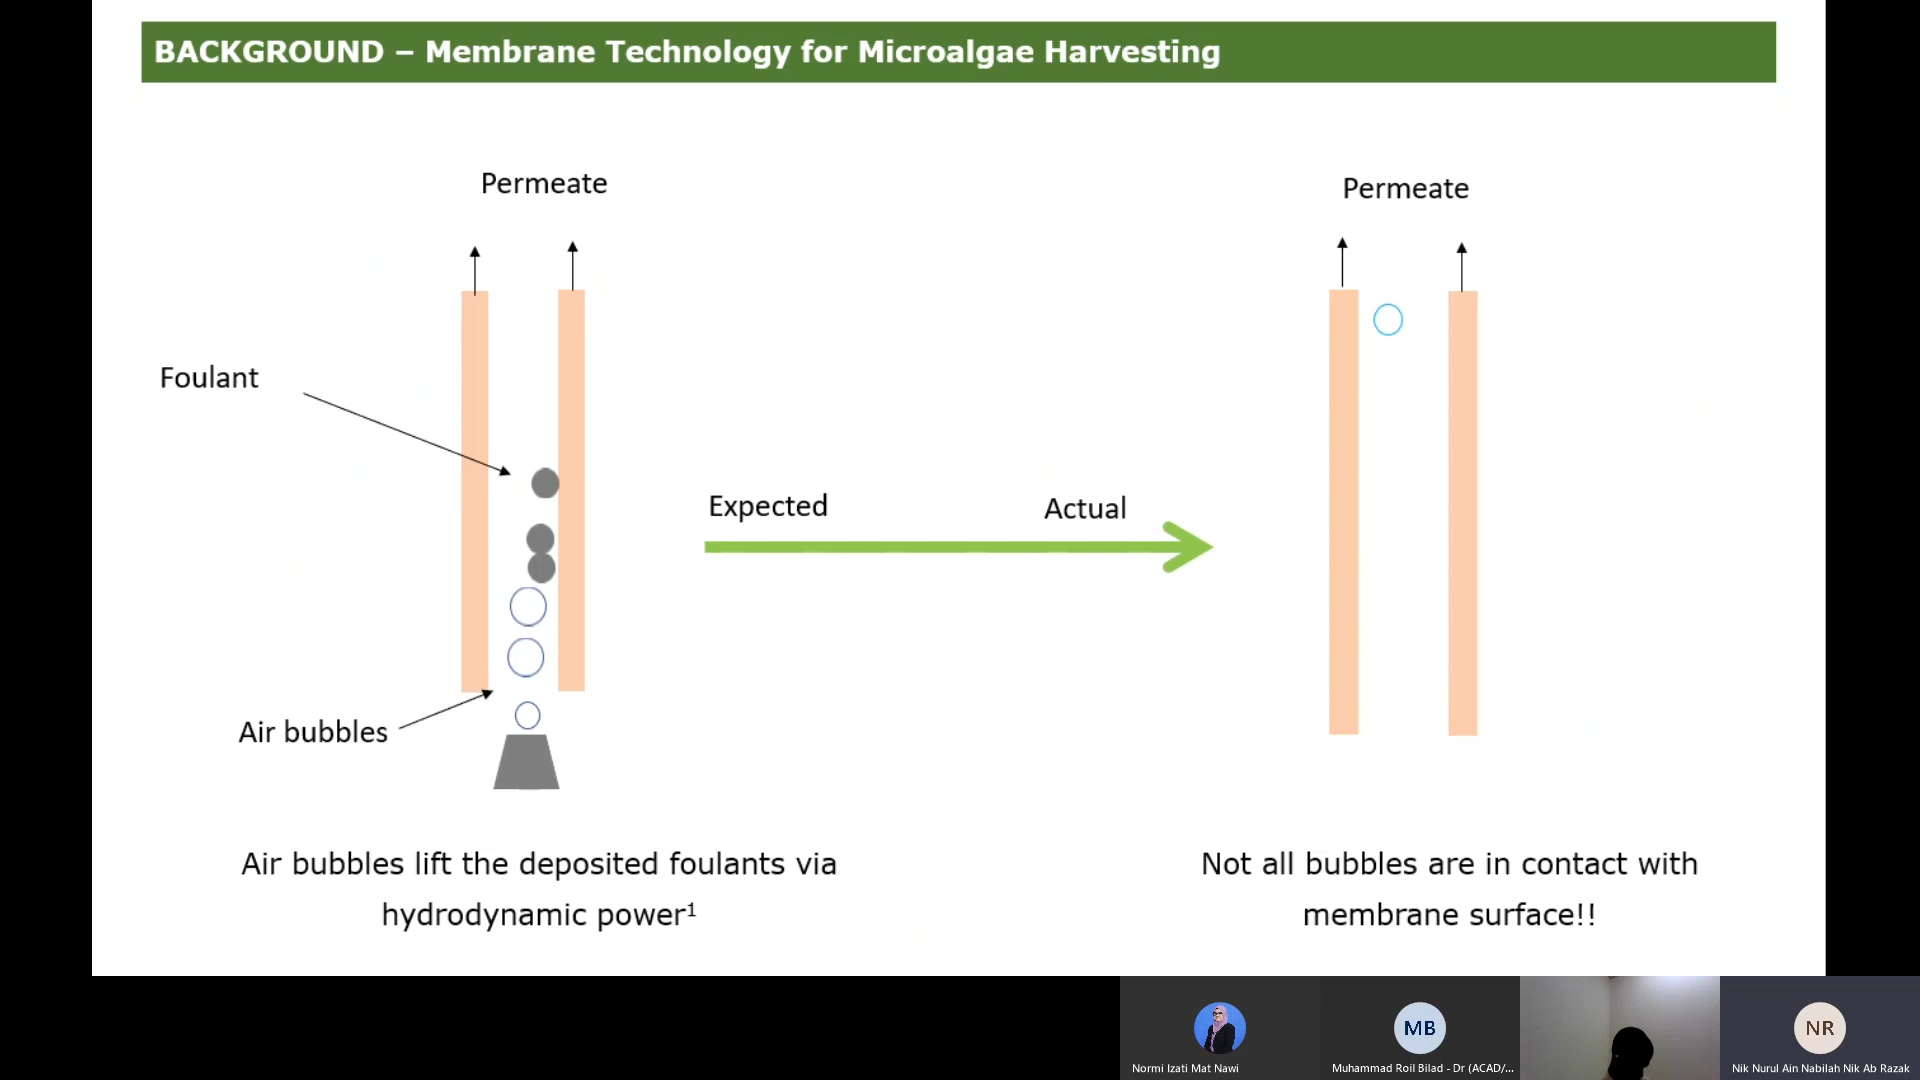 BACKGROUND – Membrane Technology for Microalgae Harvesting
Permeate
Permeate
Foulant
Expected
Actual
Air bubbles
Air bubbles lift the deposited foulants via
hydrodynamic power¹
Not all bubbles are in contact with
membrane surface!!
MB
NR
Normi Izati Mat Nawi
Muhammad Roil Bilad - Dr (ACAD/...
Nik Nurul Ain Nabilah Nik Ab Razak